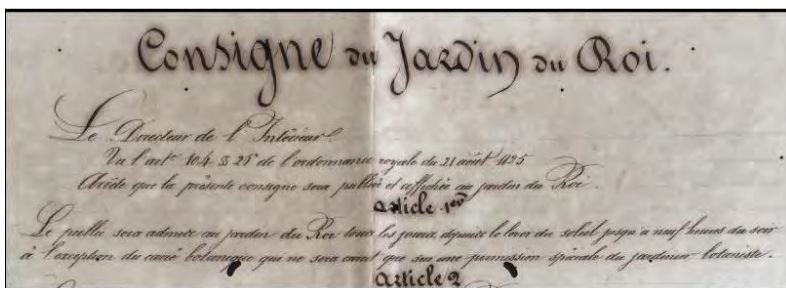 Consigne du Jardin du Roi.
Le Directeur de l'Intérieur
Vu l'art. 104 § 28 de l'ordonnance royale du 21 août 1825
que la présente consigne sera publiée et affichée au jardin du Roi.
article 1er
Le public sera admis au jardin du Roi tous les jours, depuis le lever du soleil jusqu'à neuf heures du soir
à l'exception du carré botanique qui ne sera ouvert que sur une permission spéciale du jardinier botaniste.
article 2